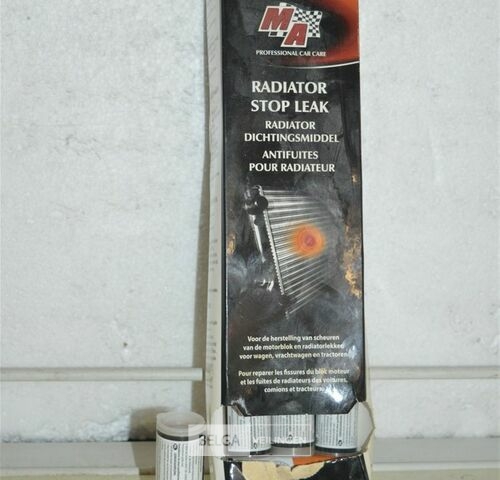 MA
PROFESSIONAL CAR CARE
RADIATOR
STOP LEAK
RADIATOR
DICHTINGSMIDDEL
ANTIFUITES
POUR RADIATEUR
Voor de herstelling van scheuren
van de motorblok en radiatorlekken
voor wagen, vrachtwagen en tractoren
Pour reparer les fissures du blok moteur
et les fuites de radiateurs des voitures,
comions et tracteurs
BELGA